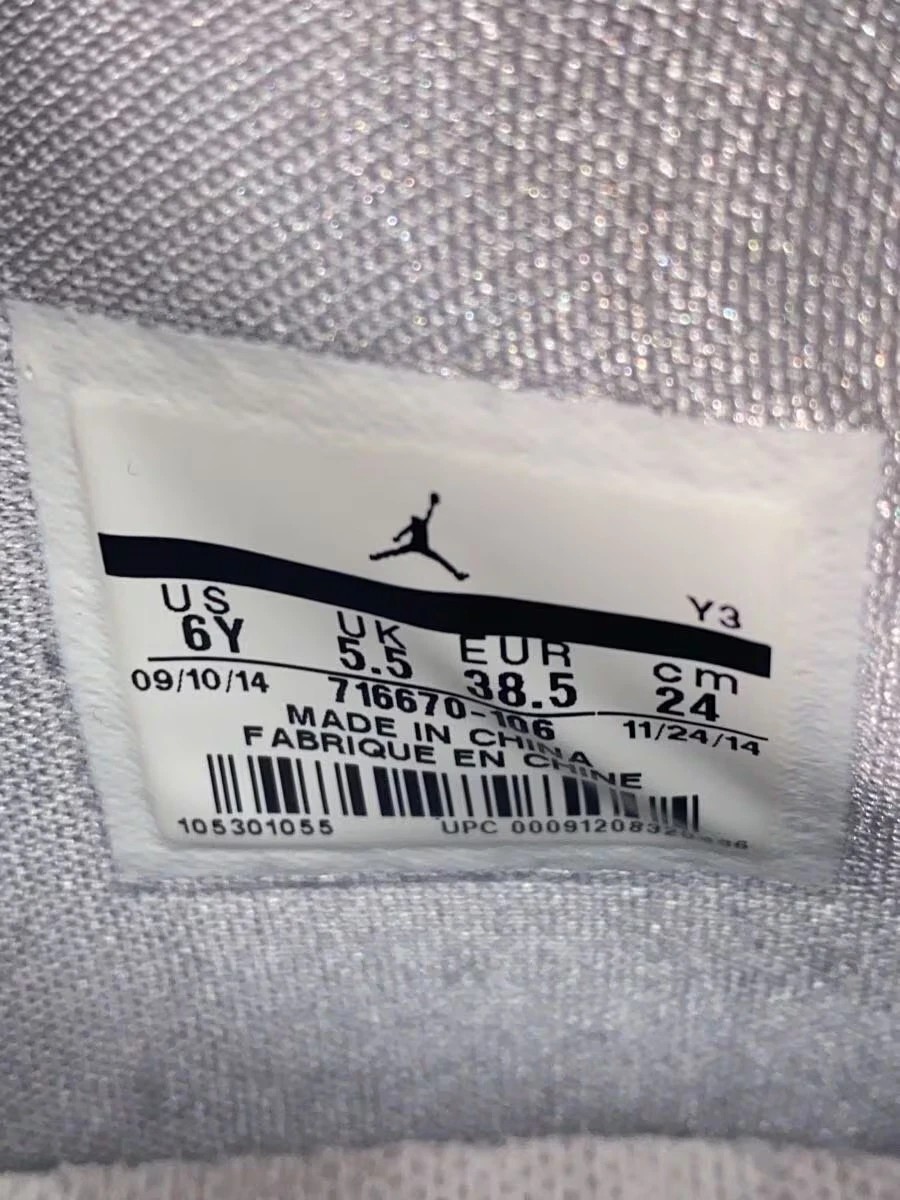 Y3
US UK EUR cm
6Y 5.5 38.5 24
09/10/14 716670-106 11/24/14
MADE IN CHINA
FABRIQUE EN CHINE
105301055 UPC